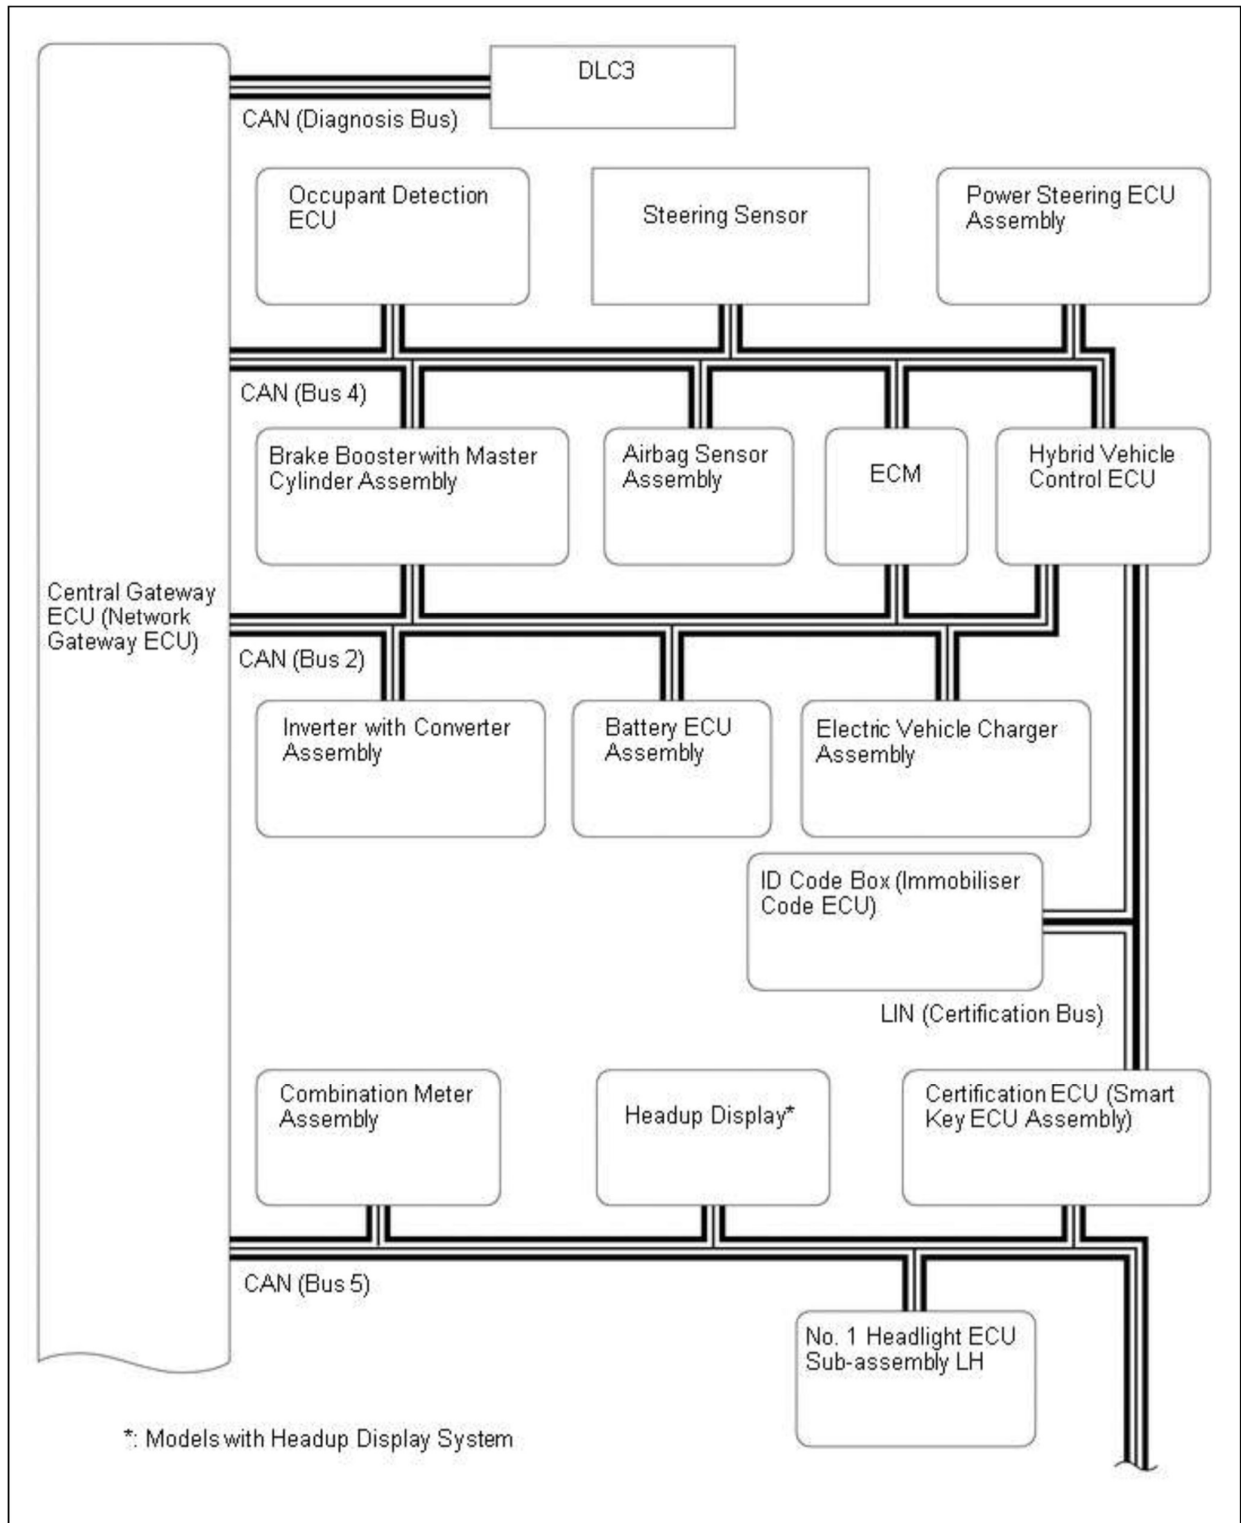 DLC3
CAN (Diagnosis Bus)
Occupant Detection
ECU
Steering Sensor
Power Steering ECU
Assembly
CAN (Bus 4)
Brake Booster with Master
Cylinder Assembly
Airbag Sensor
Assembly
ECM
Hybrid Vehicle
Control ECU
Central Gateway
ECU (Network
Gateway ECU)
CAN (Bus 2)
Inverter with Converter
Assembly
Battery ECU
Assembly
Electric Vehicle Charger
Assembly
ID Code Box (Immobiliser
Code ECU)
LIN (Certification Bus)
Combination Meter
Assembly
Headup Display*
Certification ECU (Smart
Key ECU Assembly)
CAN (Bus 5)
No. 1 Headlight ECU
Sub-assembly LH
*: Models with Headup Display System